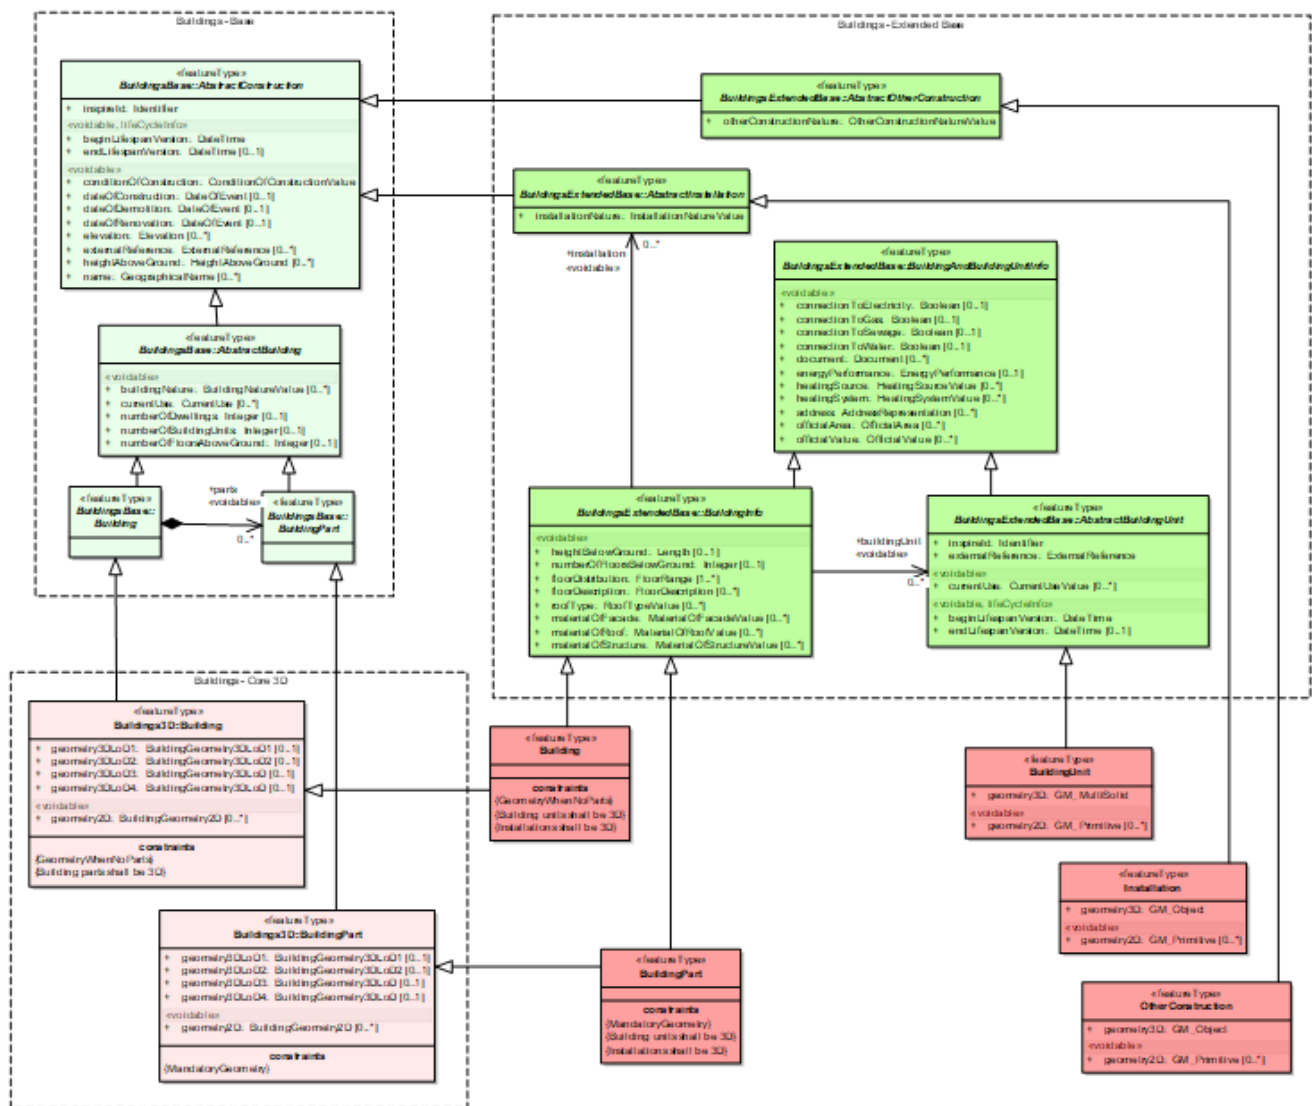 Buildings - Base
«featureType»
BuildingsBase::AbstractConstruction
+ inspireId: Identifier
«voidable, lifeCycleInfo»
+ beginLifespanVersion: DateTime
+ endLifespanVersion: DateTime [0..1]
«voidable»
+ conditionOfConstruction: ConditionOfConstructionValue
+ dateOfConstruction: DateOfEvent [0..1]
+ dateOfDemolition: DateOfEvent [0..1]
+ dateOfRenovation: DateOfEvent [0..1]
+ elevation: Elevation [0..*]
+ externalReference: ExternalReference [0..*]
+ heightAboveGround: HeightAboveGround [0..*]
+ name: GeographicalName [0..*]
«featureType»
BuildingsBase::AbstractBuilding
«voidable»
+ buildingNature: BuildingNatureValue [0..*]
+ currentUse: CurrentUse [0..*]
+ numberOfDwellings: Integer [0..1]
+ numberOfBuildingUnits: Integer [0..1]
+ numberOfFloorsAboveGround: Integer [0..1]
«featureType»
BuildingsBase::
Building
+parts
«voidable»
0..*
«featureType»
BuildingsBase::
BuildingPart
Buildings - Extended Base
«featureType»
BuildingsExtendedBase::AbstractOtherConstruction
+ otherConstructionNature: OtherConstructionNatureValue
«featureType»
BuildingsExtendedBase::AbstractInstallation
+ installationNature: InstallationNatureValue
+installation
«voidable»
0..*
«featureType»
BuildingsExtendedBase::BuildingAndBuildingUnitInfo
«voidable»
+ connectionToElectricity: Boolean [0..1]
+ connectionToGas: Boolean [0..1]
+ connectionToSewage: Boolean [0..1]
+ connectionToWater: Boolean [0..1]
+ document: Document [0..*]
+ energyPerformance: EnergyPerformance [0..1]
+ heatingSource: HeatingSourceValue [0..*]
+ heatingSystem: HeatingSystemValue [0..*]
+ address: AddressRepresentation [0..*]
+ officialArea: OfficialArea [0..*]
+ officialValue: OfficialValue [0..*]
«featureType»
BuildingsExtendedBase::BuildingInfo
«voidable»
+ heightBelowGround: Length [0..1]
+ numberOfFloorsBelowGround: Integer [0..1]
+ floorDistribution: FloorRange [1..*]
+ floorDescription: FloorDescription [0..*]
+ roofType: RoofTypeValue [0..*]
+ materialOfFacade: MaterialOfFacadeValue [0..*]
+ materialOfRoof: MaterialOfRoofValue [0..*]
+ materialOfStructure: MaterialOfStructureValue [0..*]
+buildingUnit
«voidable»
0..*
«featureType»
BuildingsExtendedBase::AbstractBuildingUnit
+ inspireId: Identifier
+ externalReference: ExternalReference
«voidable»
+ currentUse: CurrentUseValue [0..*]
«voidable, lifeCycleInfo»
+ beginLifespanVersion: DateTime
+ endLifespanVersion: DateTime [0..1]
Buildings - Core 3D
«featureType»
Buildings3D::Building
+ geometry3DLoD1: BuildingGeometry3DLoD1 [0..1]
+ geometry3DLoD2: BuildingGeometry3DLoD2 [0..1]
+ geometry3DLoD3: BuildingGeometry3DLoD [0..1]
+ geometry3DLoD4: BuildingGeometry3DLoD [0..1]
«voidable»
+ geometry2D: BuildingGeometry2D [0..*]
constraints
{GeometryWhenNoParts}
{Building parts shall be 3D}
«featureType»
Buildings3D::BuildingPart
+ geometry3DLoD1: BuildingGeometry3DLoD1 [0..1]
+ geometry3DLoD2: BuildingGeometry3DLoD2 [0..1]
+ geometry3DLoD3: BuildingGeometry3DLoD [0..1]
+ geometry3DLoD4: BuildingGeometry3DLoD [0..1]
«voidable»
+ geometry2D: BuildingGeometry2D [0..*]
constraints
{MandatoryGeometry}
«featureType»
Building
constraints
{GeometryWhenNoParts}
{Building units shall be 3D}
{Installations shall be 3D}
«featureType»
BuildingPart
constraints
{MandatoryGeometry}
{Building units shall be 3D}
{Installations shall be 3D}
«featureType»
BuildingUnit
+ geometry3D: GM_MultiSolid
«voidable»
+ geometry2D: GM_Primitive [0..*]
«featureType»
Installation
+ geometry3D: GM_Object
«voidable»
+ geometry2D: GM_Primitive [0..*]
«featureType»
OtherConstruction
+ geometry3D: GM_Object
«voidable»
+ geometry2D: GM_Primitive [0..*]